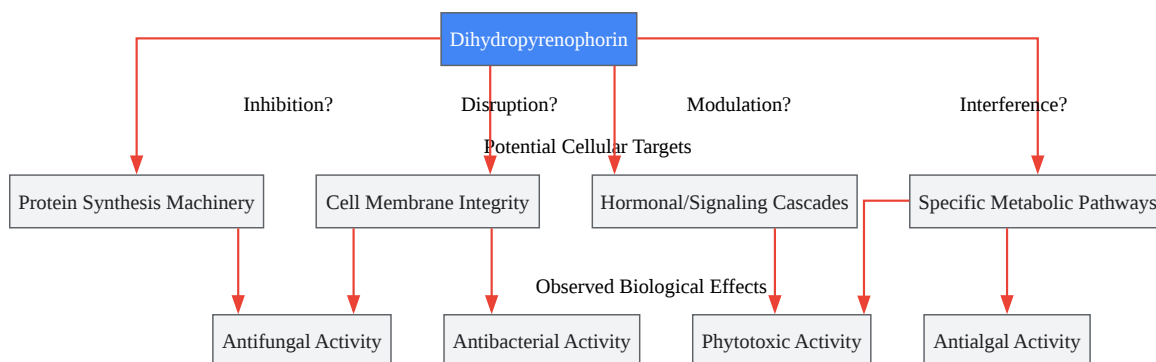 Dihydropyrenophorin
Inhibition?
Disruption?
Modulation?
Interference?
Potential Cellular Targets
Protein Synthesis Machinery
Cell Membrane Integrity
Hormonal/Signaling Cascades
Specific Metabolic Pathways
Observed Biological Effects
Antifungal Activity
Antibacterial Activity
Phytotoxic Activity
Antialgal Activity